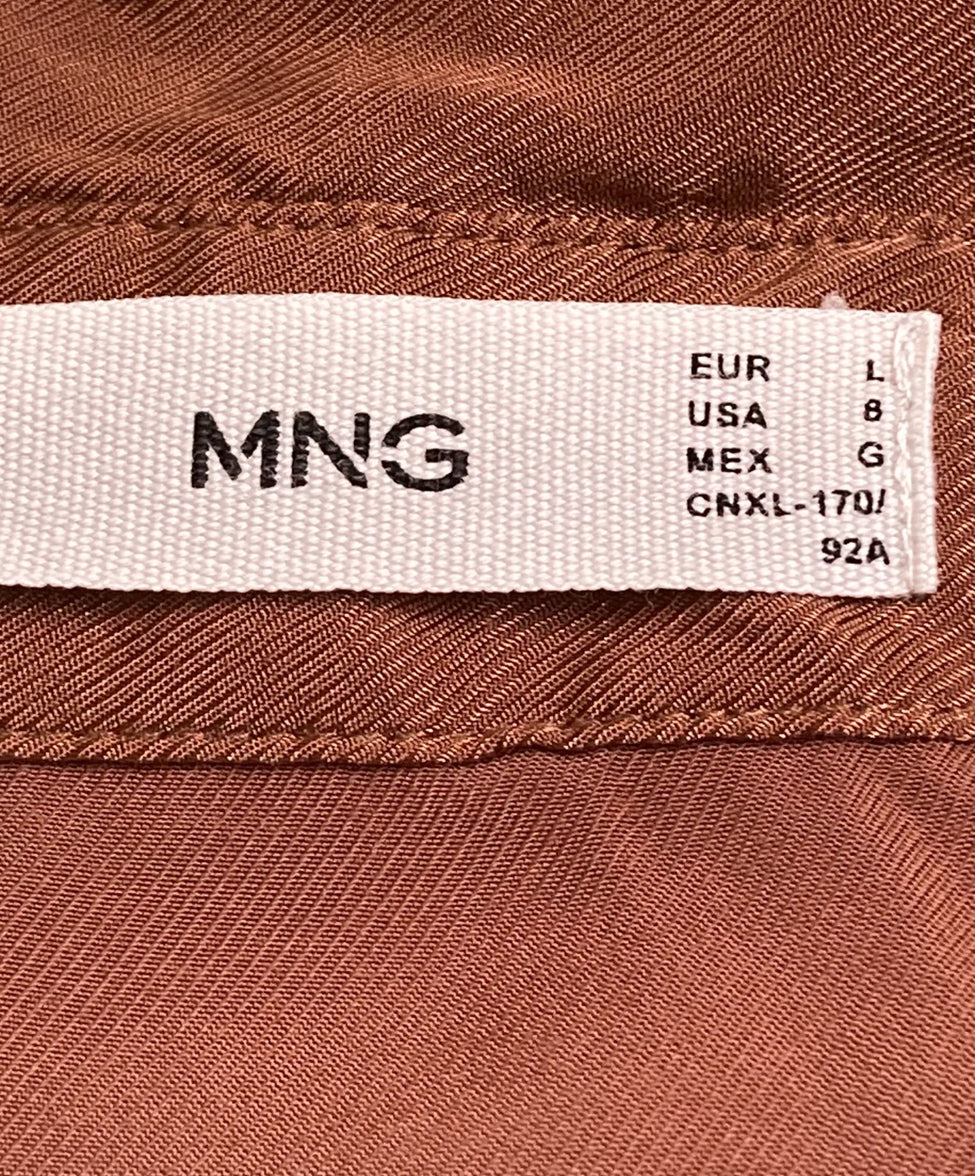 MNG
EUR L
USA 8
MEX G
CNXL-170/
92A